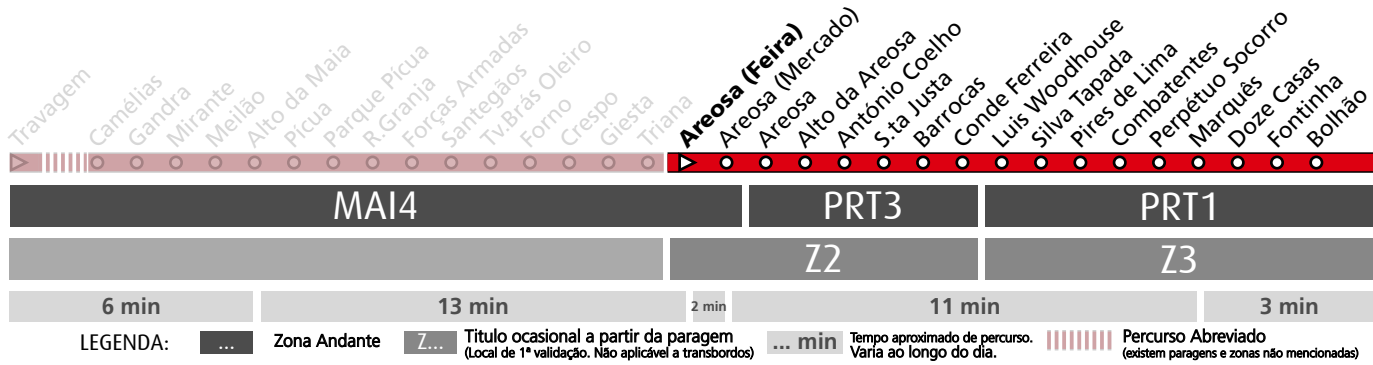 Travagem
Camélias
Gandra
Mirante
Meilão
Alto da Maia
Pícua
Parque Pícua
R.Granja
Forças Armadas
Santegãos
Tv.Brás Oleiro
Forno
Crespo
Giesta
Triana
Areosa (Feira)
Areosa (Mercado)
Areosa
Alto da Areosa
António Coelho
S.ta Justa
Barrocas
Conde Ferreira
Luis Woodhouse
Silva Tapada
Pires de Lima
Combatentes
Perpétuo Socorro
Marquês
Doze Casas
Fontinha
Bolhão
MAI4 PRT3 PRT1
Z2 Z3
6 min 13 min 2 min 11 min 3 min
LEGENDA: ... Zona Andante Z... Titulo ocasional a partir da paragem
(Local de 1ª validação. Não aplicável a transbordos)
... min Tempo aproximado de percurso.
Varia ao longo do dia.
Percurso Abreviado
(existem paragens e zonas não mencionadas)